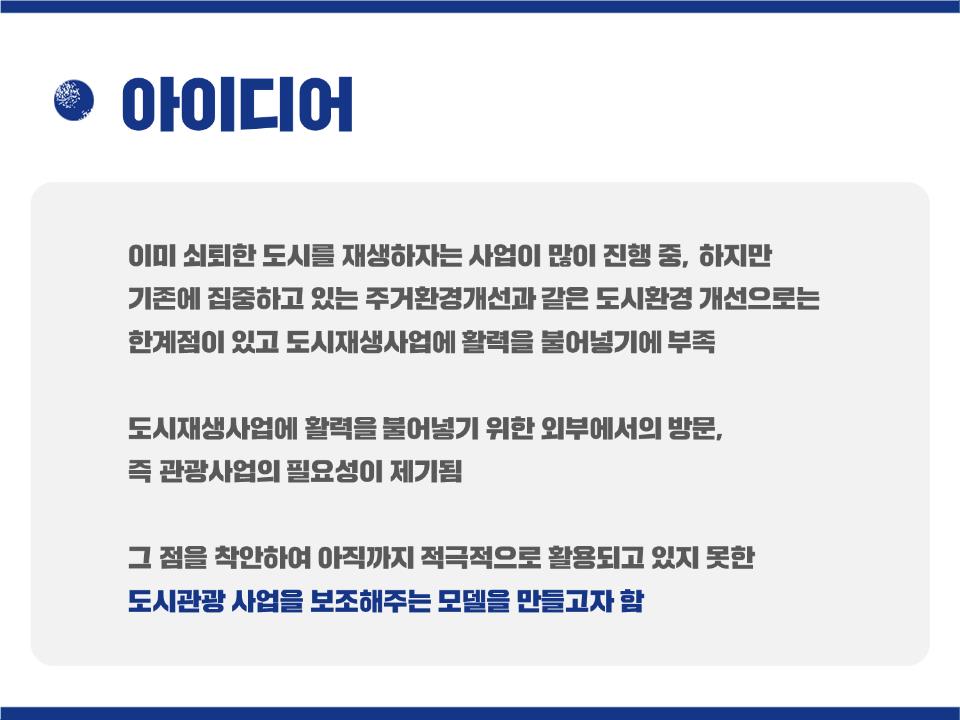 아이디어
이미 쇠퇴한 도시를 재생하자는 사업이 많이 진행 중, 하지만
기존에 집중하고 있는 주거환경개선과 같은 도시환경 개선으로는
한계점이 있고 도시재생사업에 활력을 불어넣기에 부족
도시재생사업에 활력을 불어넣기 위한 외부에서의 방문,
즉 관광사업의 필요성이 제기됨
그 점을 착안하여 아직까지 적극적으로 활용되고 있지 못한
도시관광 사업을 보조해주는 모델을 만들고자 함